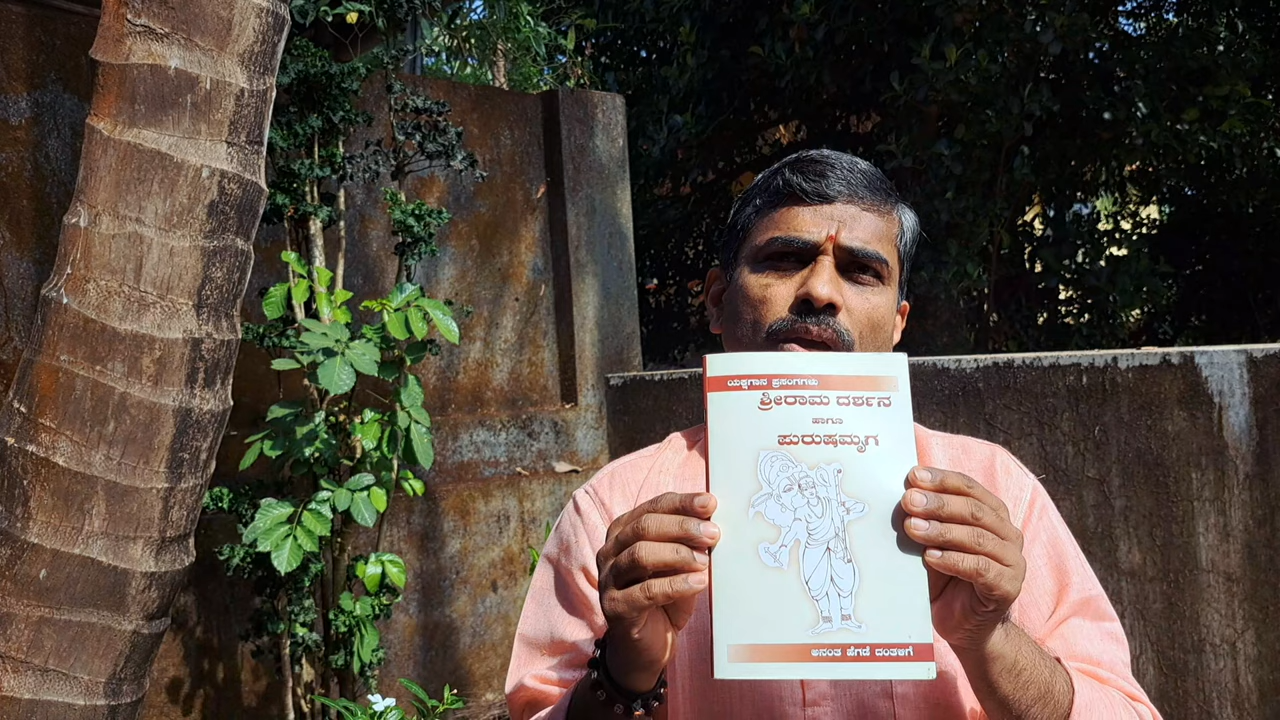 ಯಕ್ಷಗಾನ ಪ್ರಸಂಗಗಳು
ಶ್ರೀರಾಮ ದರ್ಶನ
ಹಾಗೂ
ಪುರುಷಮೃಗ
ಅನಂತ ಹೆಗಡೆ ದಂತಳಿಗೆ